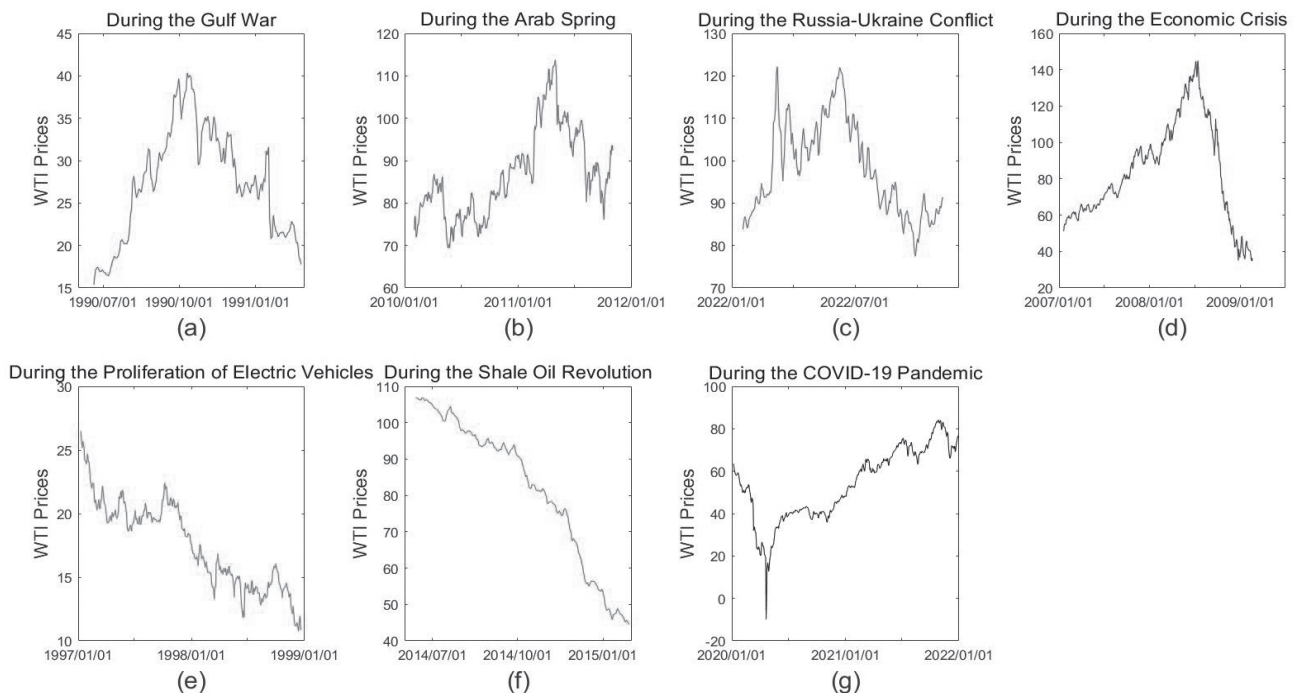 During the Gulf War
45
40
35
30
25
20
15
WTI Prices
1990/07/01 1990/10/01 1991/01/01
(a)
During the Arab Spring
120
110
100
90
80
70
60
WTI Prices
2010/01/01 2011/01/01 2012/01/01
(b)
During the Russia-Ukraine Conflict
130
120
110
100
90
80
70
WTI Prices
2022/01/01 2022/07/01
(c)
During the Economic Crisis
160
140
120
100
80
60
40
20
WTI Prices
2007/01/01 2008/01/01 2009/01/01
(d)
During the Proliferation of Electric Vehicles
30
25
20
15
10
WTI Prices
1997/01/01 1998/01/01 1999/01/01
(e)
During the Shale Oil Revolution
110
100
90
80
70
60
50
40
WTI Prices
2014/07/01 2014/10/01 2015/01/01
(f)
During the COVID-19 Pandemic
100
80
60
40
20
0
-20
WTI Prices
2020/01/01 2021/01/01 2022/01/01
(g)